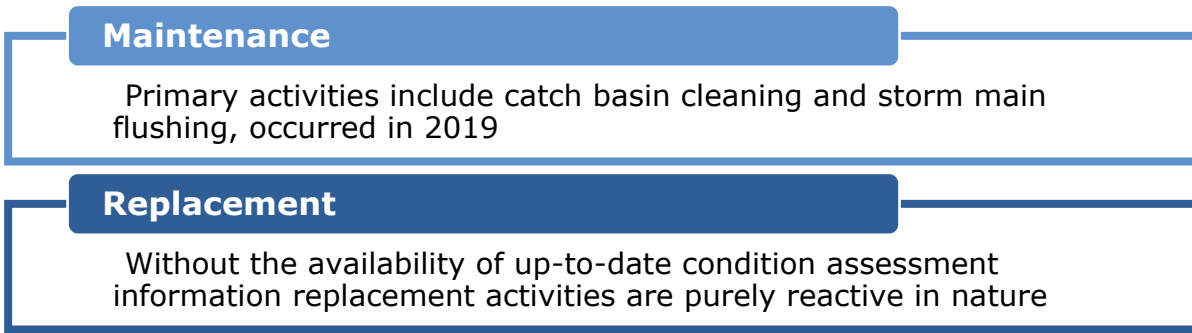 Maintenance
Primary activities include catch basin cleaning and storm main
flushing, occurred in 2019
Replacement
Without the availability of up-to-date condition assessment
information replacement activities are purely reactive in nature